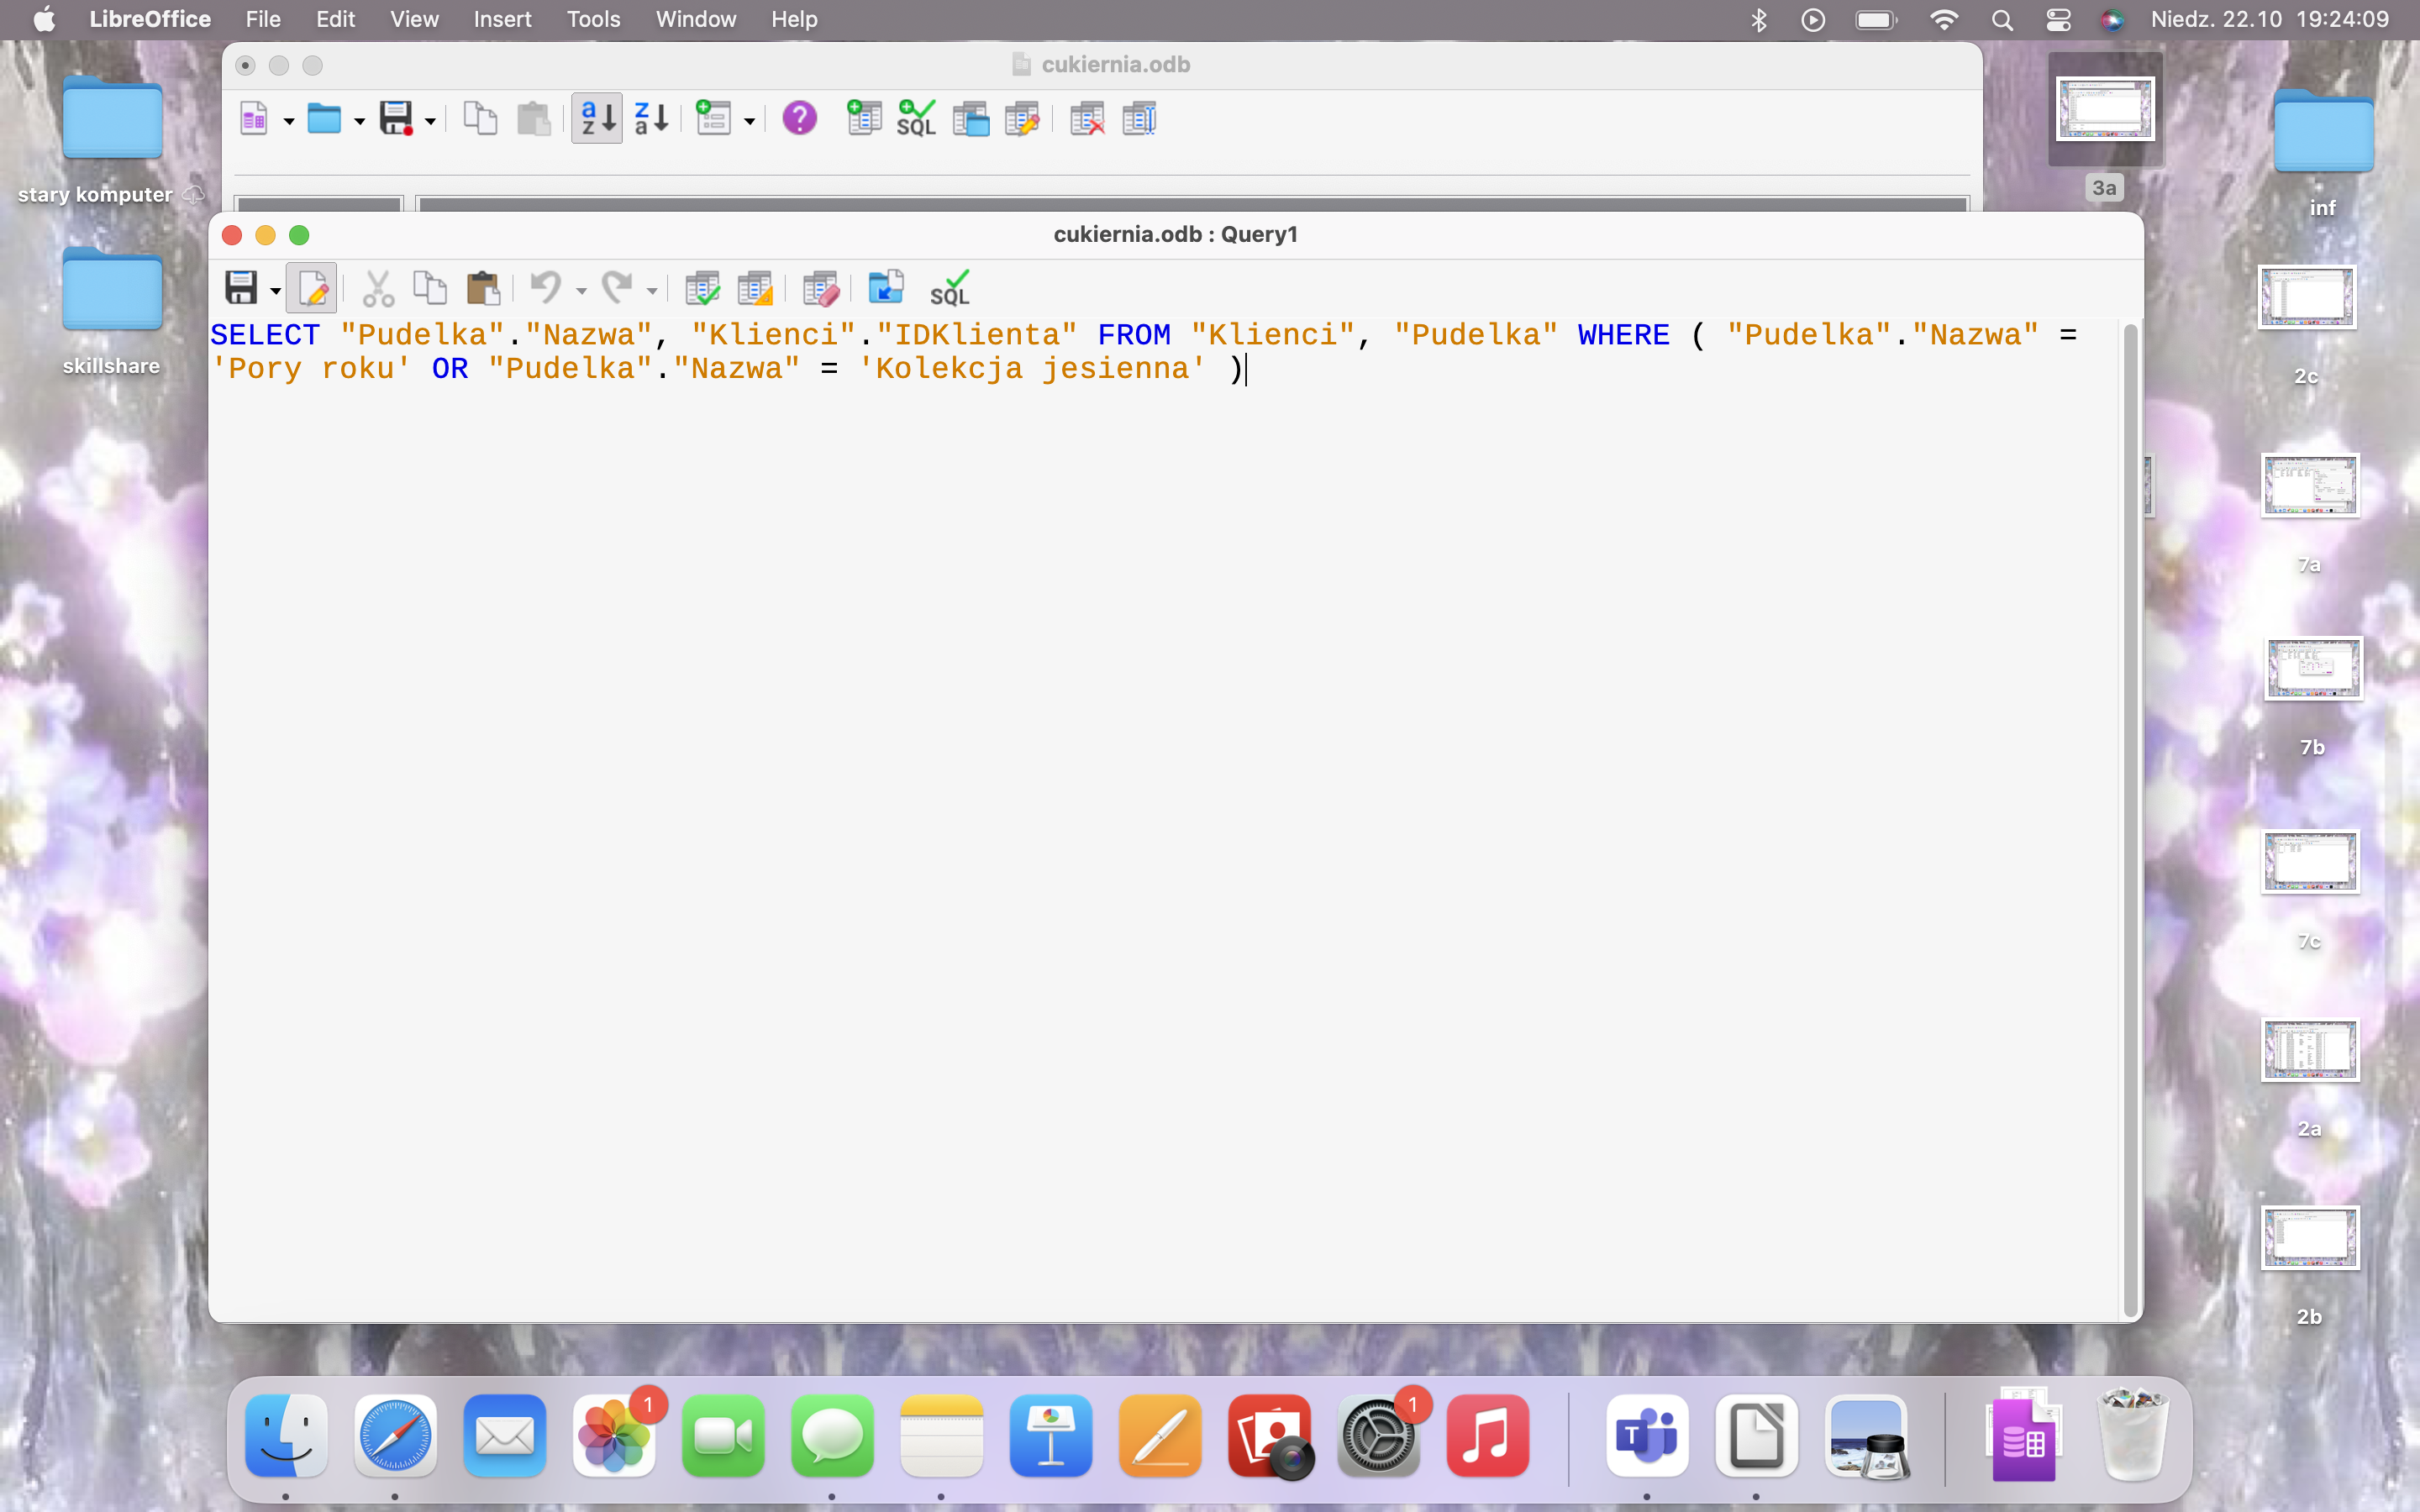 LibreOffice File Edit View Insert Tools Window Help Niedz. 22.10 19:24:09
cukiernia.odb
a z z a ? SQL
stary komputer
3a
inf
cukiernia.odb : Query1
SQL
SELECT "Pudelka"."Nazwa", "Klienci"."IDKlienta" FROM "Klienci", "Pudelka" WHERE ( "Pudelka"."Nazwa" =
'Pory roku' OR "Pudelka"."Nazwa" = 'Kolekcja jesienna' )
skillshare
2c
7a
7b
7c
2a
2b
1
1
T